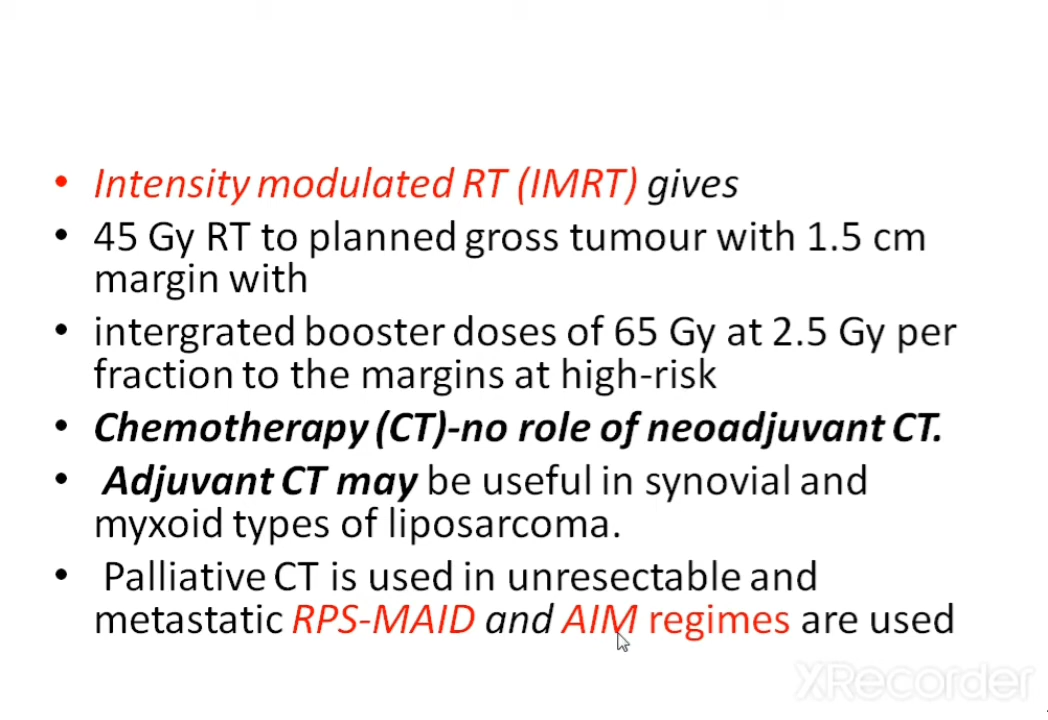 • Intensity modulated RT (IMRT) gives
• 45 Gy RT to planned gross tumour with 1.5 cm
margin with
• intergrated booster doses of 65 Gy at 2.5 Gy per
fraction to the margins at high-risk
• Chemotherapy (CT)-no role of neoadjuvant CT.
• Adjuvant CT may be useful in synovial and
myxoid types of liposarcoma.
• Palliative CT is used in unresectable and
metastatic RPS-MAID and AIM regimes are used
XRecorder